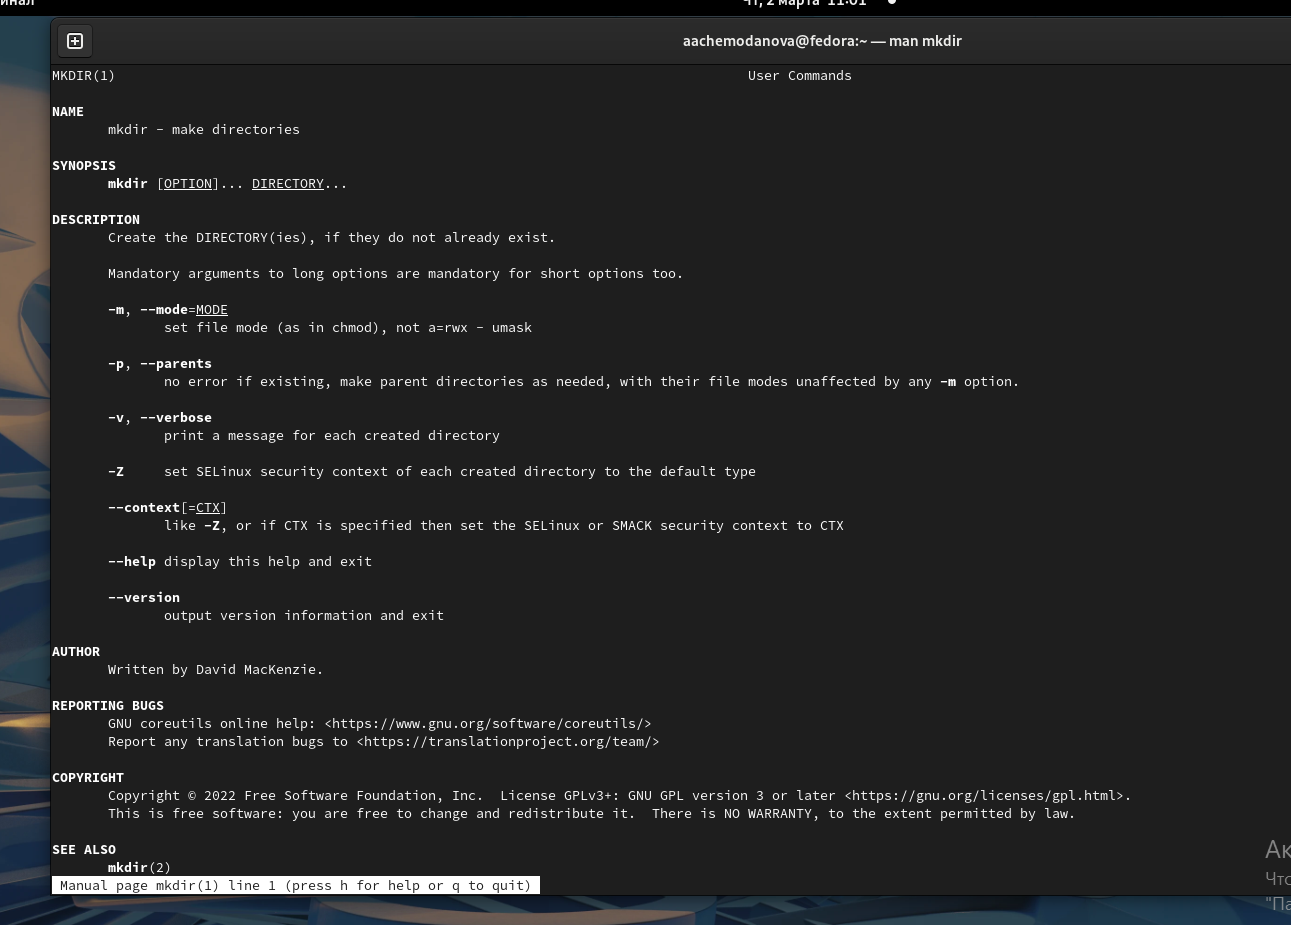 чт, 2 марта 11:01
aachemodanova@fedora:~ — man mkdir
MKDIR(1) User Commands
NAME
mkdir - make directories
SYNOPSIS
mkdir [OPTION]... DIRECTORY...
DESCRIPTION
Create the DIRECTORY(ies), if they do not already exist.
Mandatory arguments to long options are mandatory for short options too.
-m, --mode=MODE
set file mode (as in chmod), not a=rwx - umask
-p, --parents
no error if existing, make parent directories as needed, with their file modes unaffected by any -m option.
-v, --verbose
print a message for each created directory
-Z set SELinux security context of each created directory to the default type
--context[=CTX]
like -Z, or if CTX is specified then set the SELinux or SMACK security context to CTX
--help display this help and exit
--version
output version information and exit
AUTHOR
Written by David MacKenzie.
REPORTING BUGS
GNU coreutils online help: <https://www.gnu.org/software/coreutils/>
Report any translation bugs to <https://translationproject.org/team/>
COPYRIGHT
Copyright © 2022 Free Software Foundation, Inc. License GPLv3+: GNU GPL version 3 or later <https://gnu.org/licenses/gpl.html>.
This is free software: you are free to change and redistribute it. There is NO WARRANTY, to the extent permitted by law.
SEE ALSO
mkdir(2)
Manual page mkdir(1) line 1 (press h for help or q to quit)